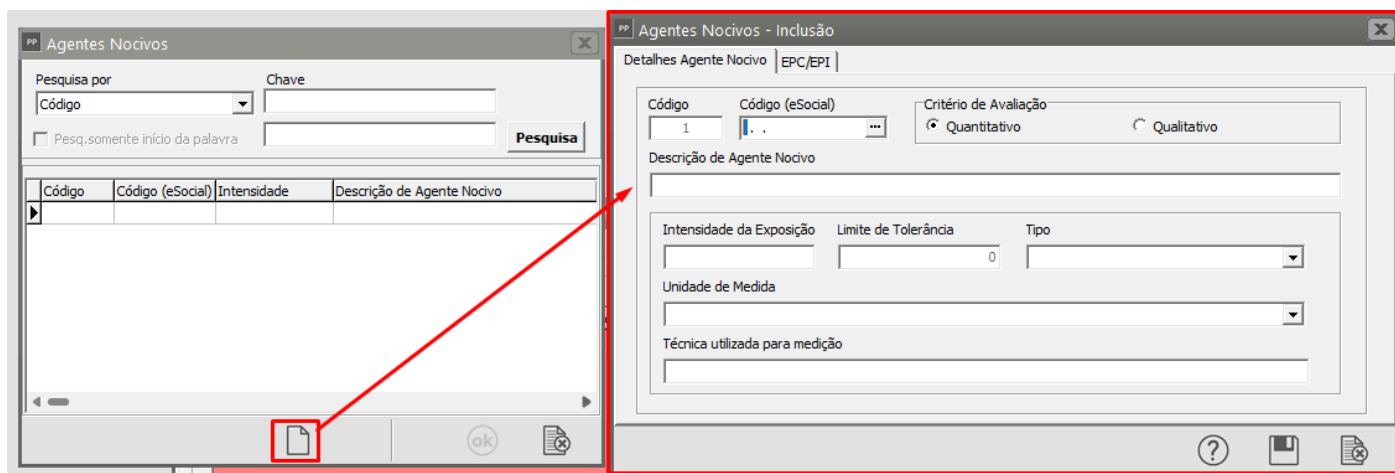 PP Agentes Nocivos
Pesquisa por
Chave
Código
Pesq.somente início da palavra
Pesquisa
Código Código (eSocial) Intensidade Descrição de Agente Nocivo
ok
PP Agentes Nocivos - Inclusão
Detalhes Agente Nocivo EPC/EPI
Código Código (eSocial) Critério de Avaliação
1 . . ... Quantitativo Qualitativo
Descrição de Agente Nocivo
Intensidade da Exposição Limite de Tolerância Tipo
0
Unidade de Medida
Técnica utilizada para medição
?